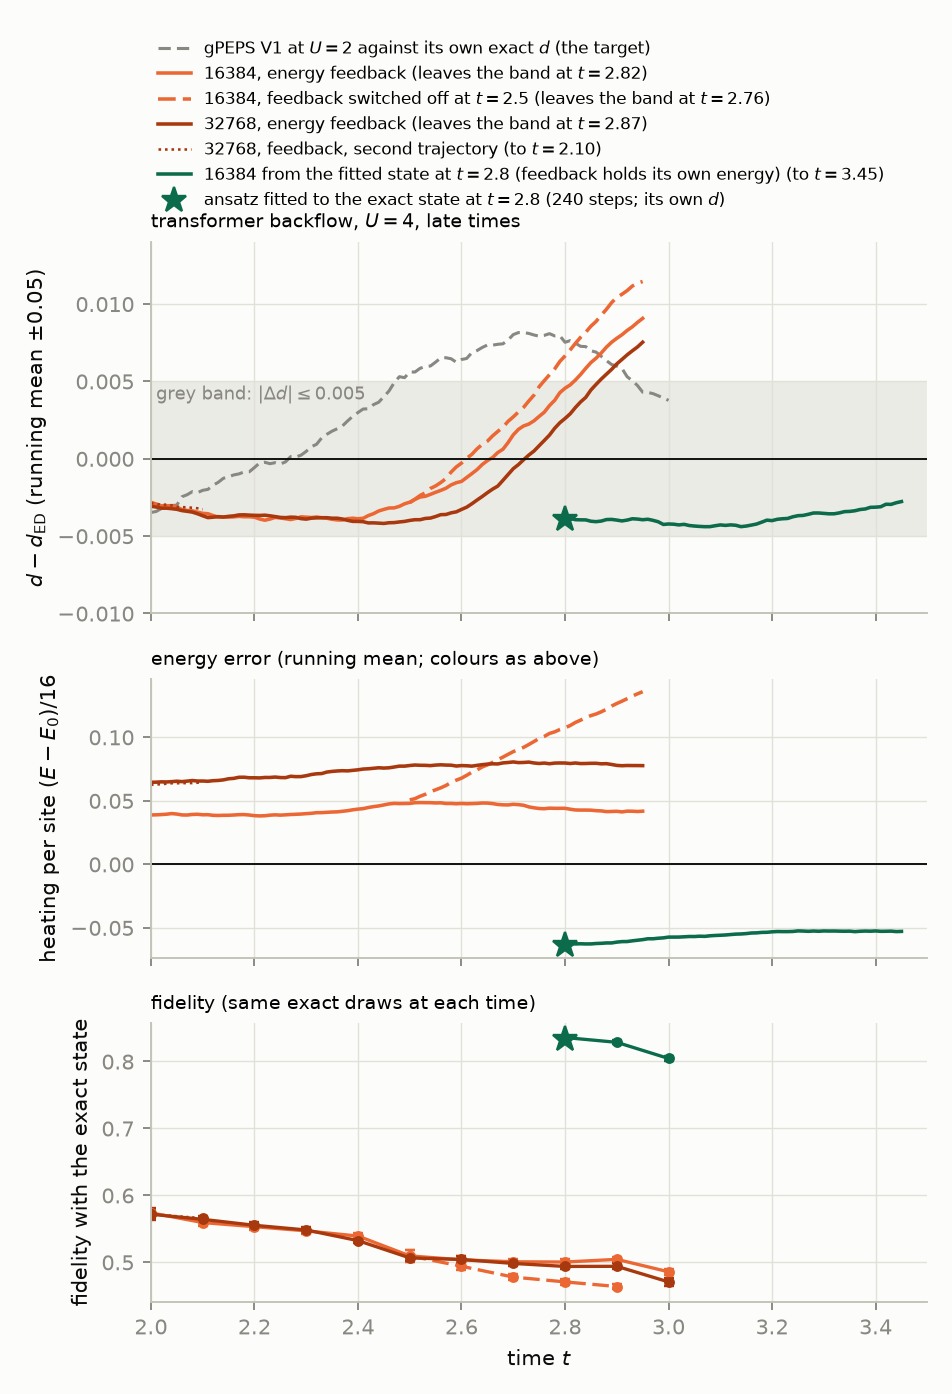 gPEPS V1 at U = 2 against its own exact d (the target)
16384, energy feedback (leaves the band at t = 2.82)
16384, feedback switched off at t = 2.5 (leaves the band at t = 2.76)
32768, energy feedback (leaves the band at t = 2.87)
32768, feedback, second trajectory (to t = 2.10)
16384 from the fitted state at t = 2.8 (feedback holds its own energy) (to t = 3.45)
ansatz fitted to the exact state at t = 2.8 (240 steps; its own d)
transformer backflow, U = 4, late times
d − d_ED (running mean ±0.05)
0.010
0.005
0.000
−0.005
−0.010
grey band: |Δd| ≤ 0.005
energy error (running mean; colours as above)
heating per site (E − E₀)/16
0.10
0.05
0.00
−0.05
fidelity (same exact draws at each time)
fidelity with the exact state
0.8
0.7
0.6
0.5
2.0 2.2 2.4 2.6 2.8 3.0 3.2 3.4
time t